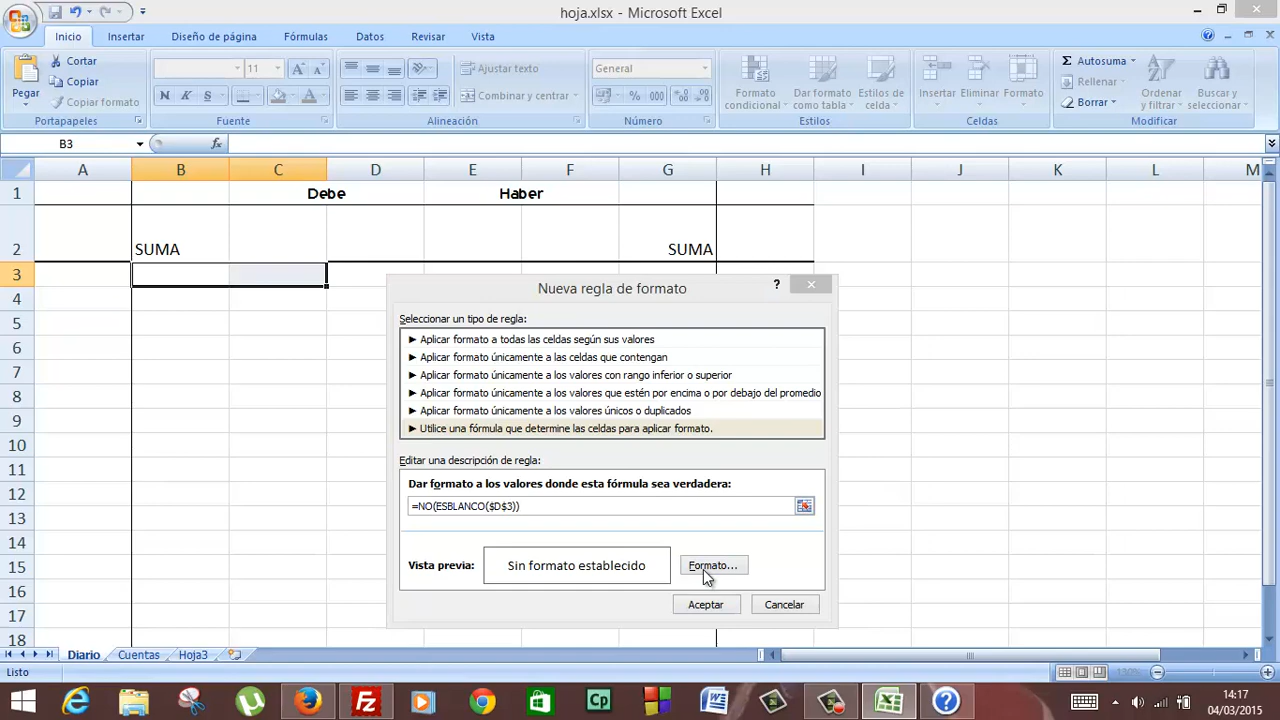 hoja.xlsx - Microsoft Excel
Inicio Insertar Diseño de página Fórmulas Datos Revisar Vista
Pegar
Cortar
Copiar
Copiar formato
Portapapeles
11
N K S
Fuente
Ajustar texto
Combinar y centrar
Alineación
General
% 000
Número
Formato condicional
Dar formato como tabla
Estilos de celda
Estilos
Insertar Eliminar Formato
Celdas
Autosuma
Rellenar
Borrar
Ordenar y filtrar
Buscar y seleccionar
Modificar
B3
fx
A B C D E F G H I J K L M
1 Debe Haber
2 SUMA SUMA
3
4
5
6
7
8
9
10
11
12
13
14
15
16
17
18
Nueva regla de formato
?
Seleccionar un tipo de regla:
► Aplicar formato a todas las celdas según sus valores
► Aplicar formato únicamente a las celdas que contengan
► Aplicar formato únicamente a los valores con rango inferior o superior
► Aplicar formato únicamente a los valores que estén por encima o por debajo del promedio
► Aplicar formato únicamente a los valores únicos o duplicados
► Utilice una fórmula que determine las celdas para aplicar formato.
Editar una descripción de regla:
Dar formato a los valores donde esta fórmula sea verdadera:
=NO(ESBLANCO($D$3))
Vista previa: Sin formato establecido Formato...
Aceptar Cancelar
Diario Cuentas Hoja3
Listo
130%
Cp
14:17
04/03/2015